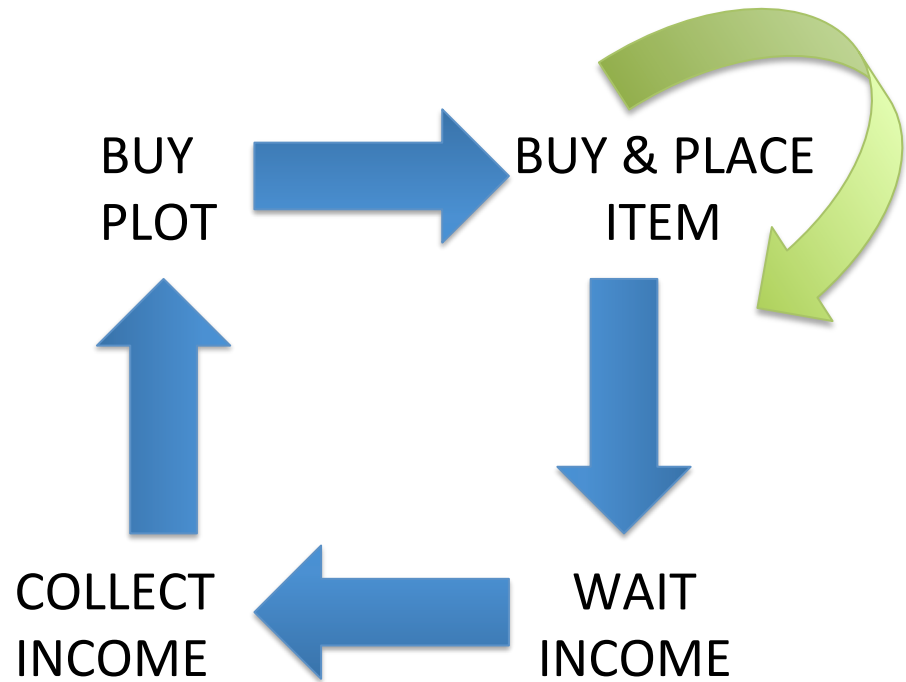 BUY
PLOT
BUY & PLACE
ITEM
COLLECT
INCOME
WAIT
INCOME